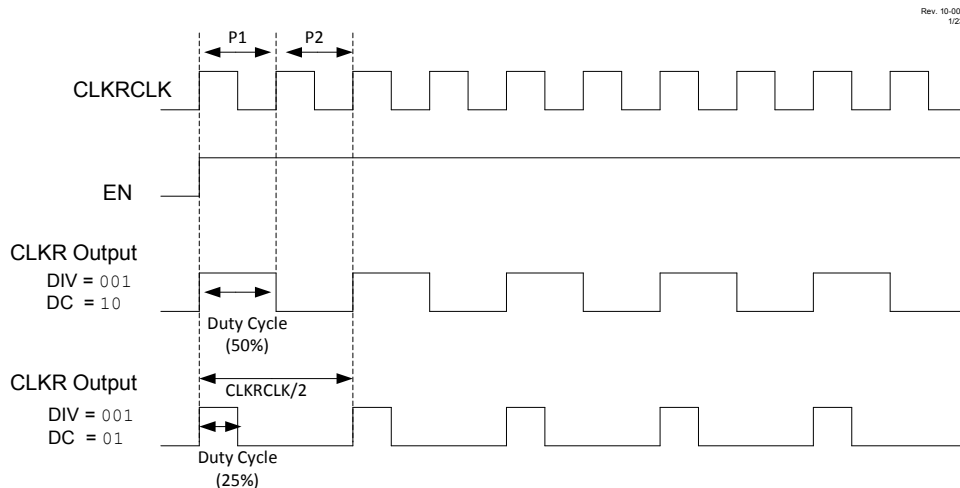 Rev. 10-00
1/23
P1 P2
CLKRCLK
EN
CLKR Output
DIV = 001
DC = 10
Duty Cycle
(50%)
CLKR Output
CLKRCLK/2
DIV = 001
DC = 01
Duty Cycle
(25%)